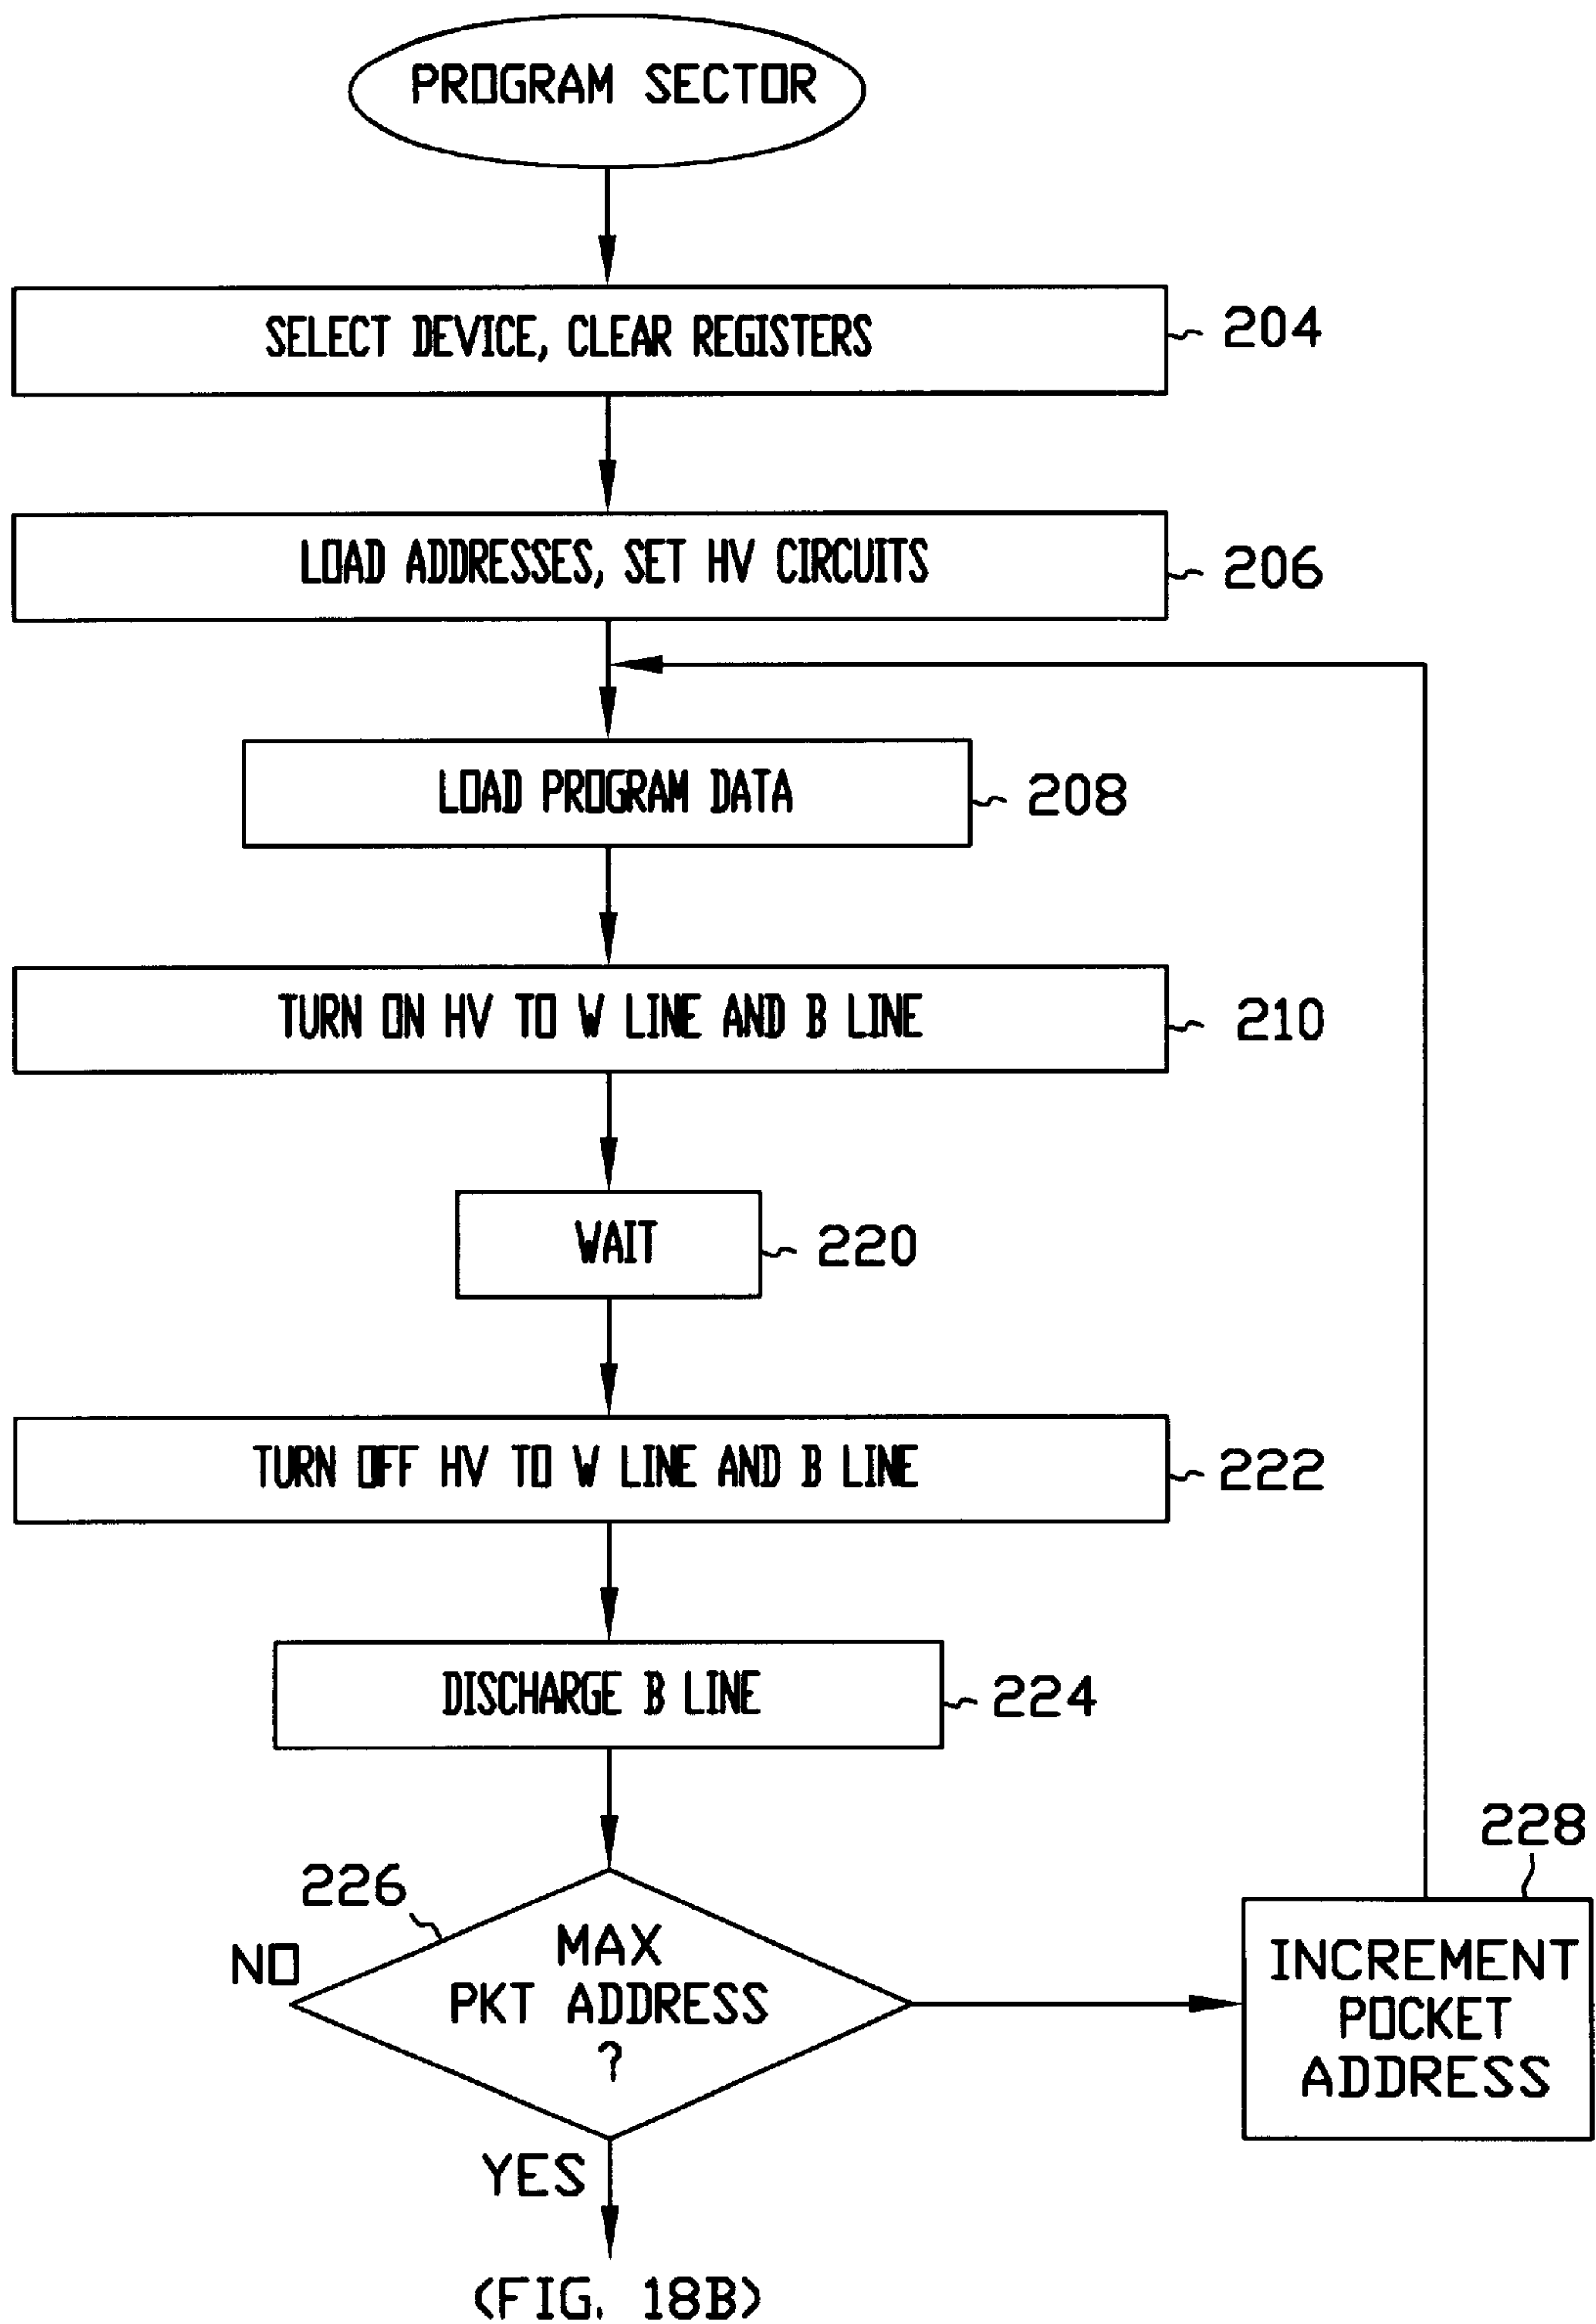 PROGRAM SECTOR
SELECT DEVICE, CLEAR REGISTERS
204
LOAD ADDRESSES, SET HV CIRCUITS
206
LOAD PROGRAM DATA
208
TURN ON HV TO W LINE AND B LINE
210
WAIT
220
TURN OFF HV TO W LINE AND B LINE
222
DISCHARGE B LINE
224
226
NO
MAX
PKT ADDRESS
?
228
INCREMENT
POCKET
ADDRESS
YES
(FIG. 18B)